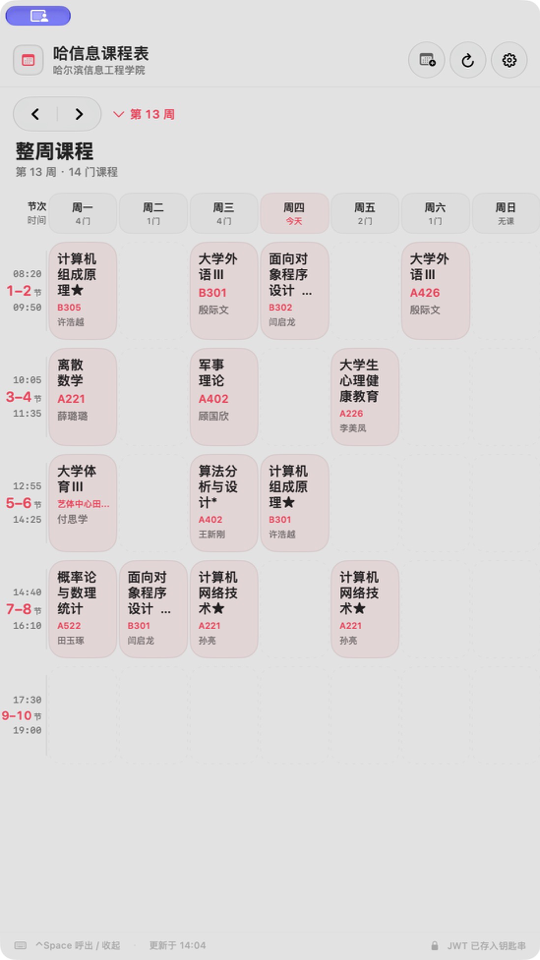 哈信息课程表
哈尔滨信息工程学院
第 13 周
整周课程
第 13 周 · 14 门课程
节次
时间
周一
4门
周二
1门
周三
4门
周四
今天
周五
2门
周六
1门
周日
无课
08:20
1–2 节
09:50
计算机
组成原
理★
B305
许浩越
大学外
语Ⅲ
B301
殷际文
面向对
象程序
设计 ...
B302
闫启龙
大学外
语Ⅲ
A426
殷际文
10:05
3–4 节
11:35
离散
数学
A221
薛璐璐
军事
理论
A402
顾国欣
大学生
心理健
康教育
A226
李美凤
12:55
5–6 节
14:25
大学体
育Ⅲ
艺体中心田...
付思学
算法分
析与设
计*
A402
王新刚
计算机
组成原
理★
B301
许浩越
14:40
7–8 节
16:10
概率论
与数理
统计
A522
田玉琢
面向对
象程序
设计 ...
B301
闫启龙
计算机
网络技
术★
A221
孙亮
计算机
网络技
术★
A221
孙亮
17:30
9–10 节
19:00
^Space 呼出 / 收起 · 更新于 14:04
JWT 已存入钥匙串